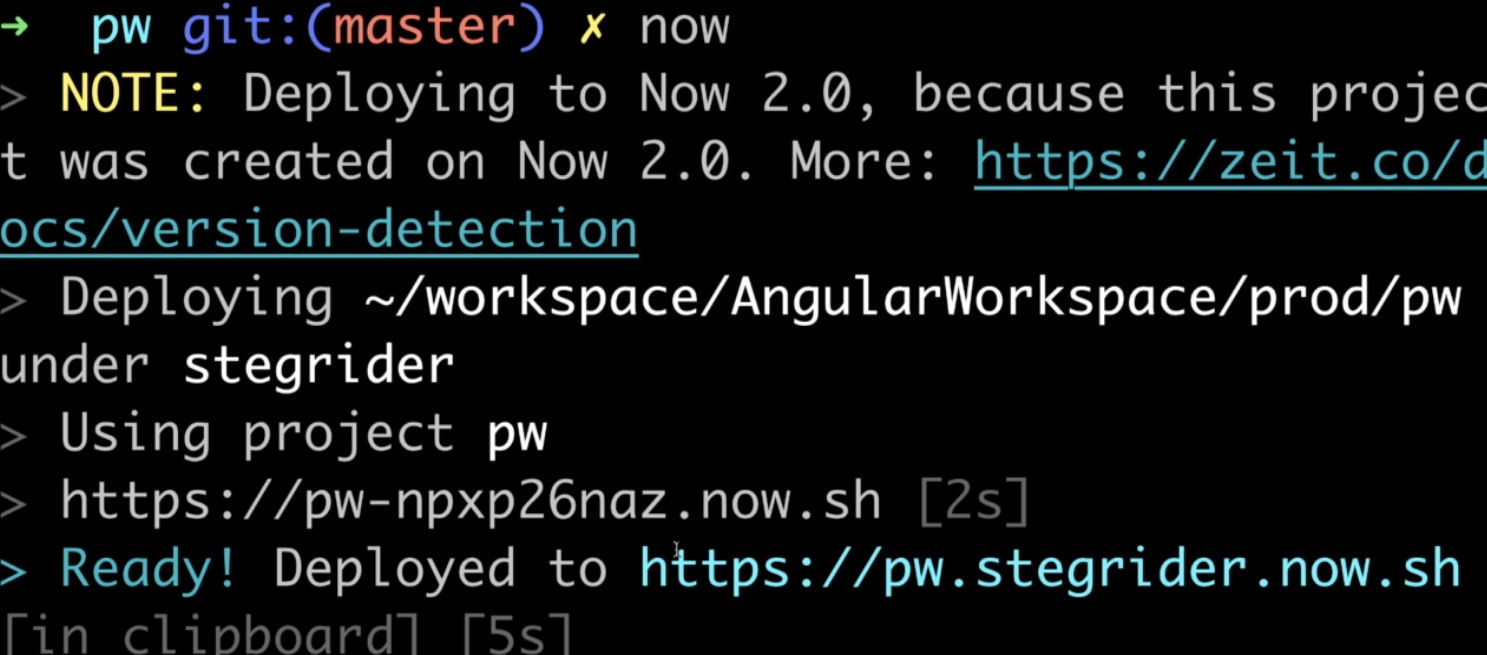 → pw git:(master) ✗ now
> NOTE: Deploying to Now 2.0, because this projec
t was created on Now 2.0. More: https://zeit.co/d
ocs/version-detection
> Deploying ~/workspace/AngularWorkspace/prod/pw
under stegrider
> Using project pw
> https://pw-npxp26naz.now.sh [2s]
> Ready! Deployed to https://pw.stegrider.now.sh
[in clipboard] [5s]